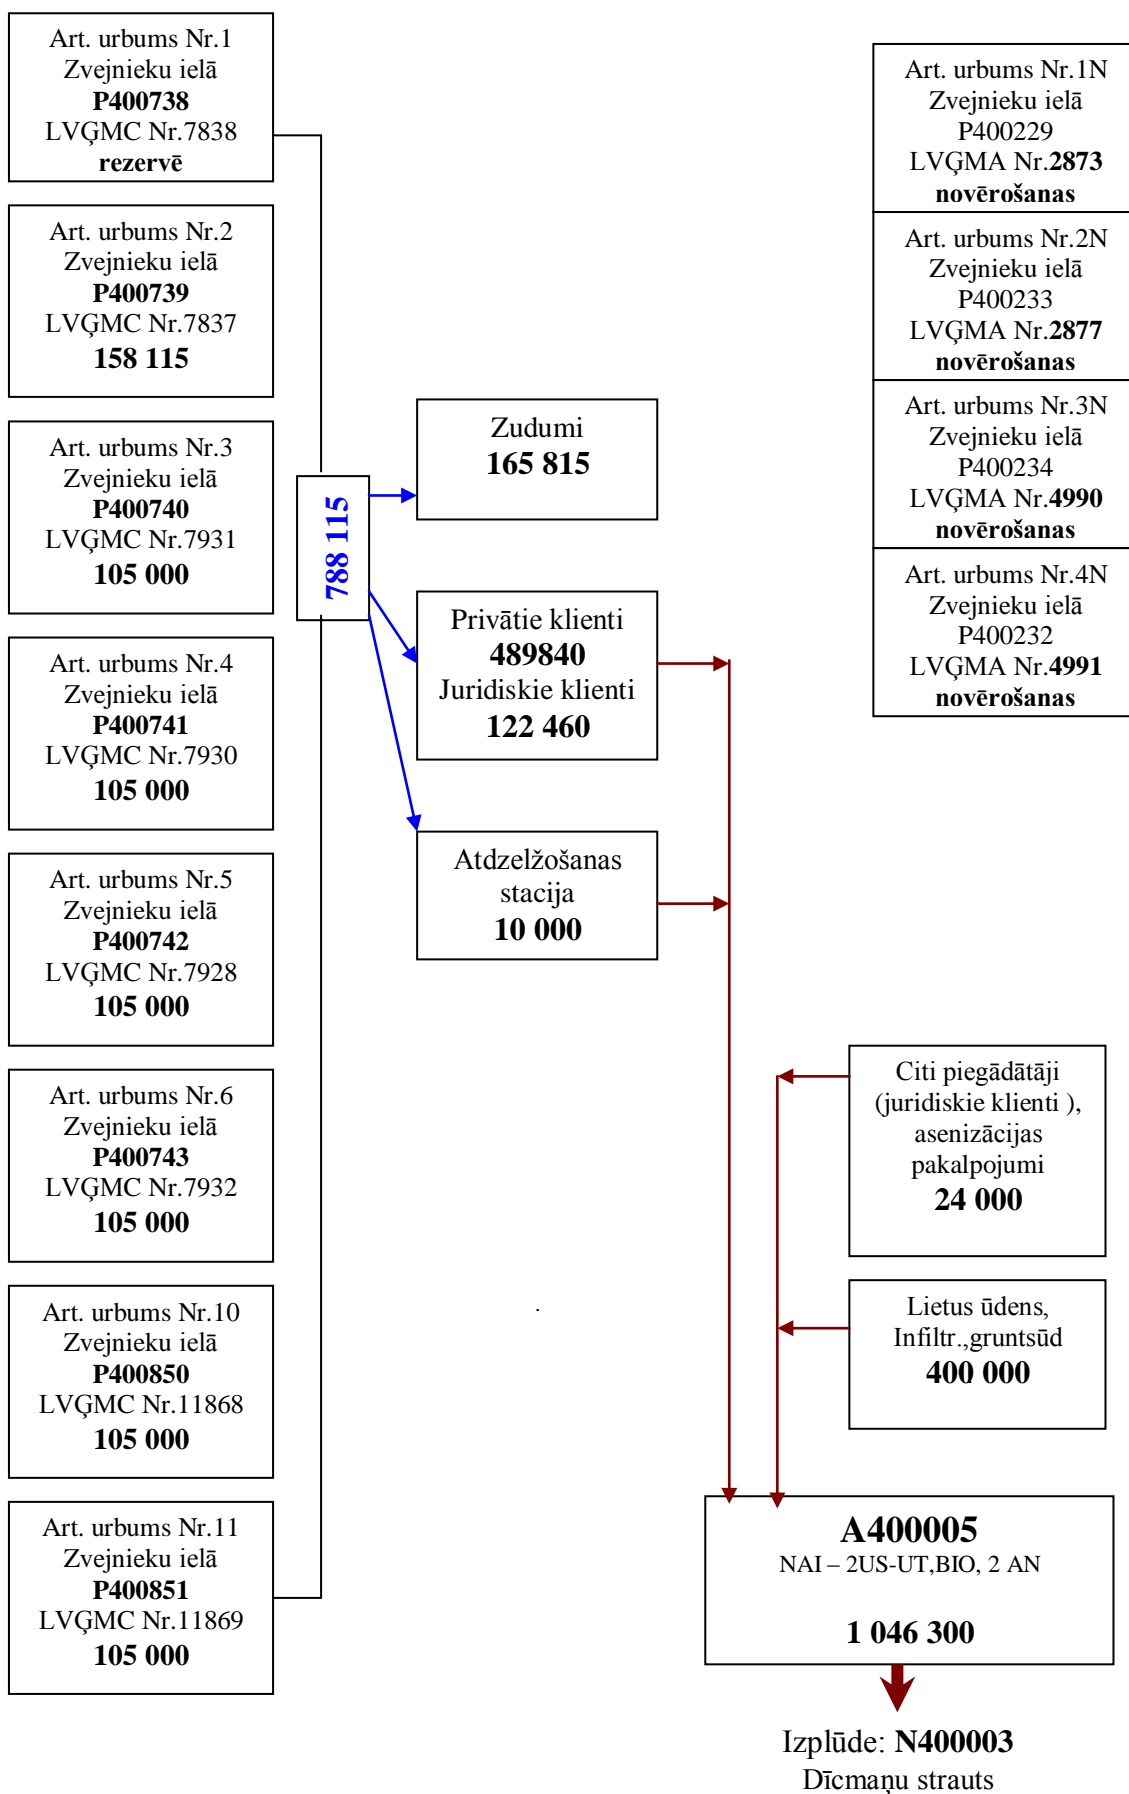 Art. urbums Nr.1
Zvejnieku ielā
P400738
LVĢMC Nr.7838
rezervē
Art. urbums Nr.2
Zvejnieku ielā
P400739
LVĢMC Nr.7837
158 115
Art. urbums Nr.3
Zvejnieku ielā
P400740
LVĢMC Nr.7931
105 000
Art. urbums Nr.4
Zvejnieku ielā
P400741
LVĢMC Nr.7930
105 000
Art. urbums Nr.5
Zvejnieku ielā
P400742
LVĢMC Nr.7928
105 000
Art. urbums Nr.6
Zvejnieku ielā
P400743
LVĢMC Nr.7932
105 000
Art. urbums Nr.10
Zvejnieku ielā
P400850
LVĢMC Nr.11868
105 000
Art. urbums Nr.11
Zvejnieku ielā
P400851
LVĢMC Nr.11869
105 000
788 115
Zudumi
165 815
Privātie klienti
489840
Juridiskie klienti
122 460
Atdzelžošanas
stacija
10 000
Art. urbums Nr.1N
Zvejnieku ielā
P400229
LVĢMA Nr.2873
novērošanas
Art. urbums Nr.2N
Zvejnieku ielā
P400233
LVĢMA Nr.2877
novērošanas
Art. urbums Nr.3N
Zvejnieku ielā
P400234
LVĢMA Nr.4990
novērošanas
Art. urbums Nr.4N
Zvejnieku ielā
P400232
LVĢMA Nr.4991
novērošanas
Citi piegādātāji
(juridiskie klienti ),
asenizācijas
pakalpojumi
24 000
Lietus ūdens,
Infiltr.,gruntsūd
400 000
A400005
NAI – 2US-UT,BIO, 2 AN
1 046 300
Izplūde: N400003
Dīcmaņu strauts